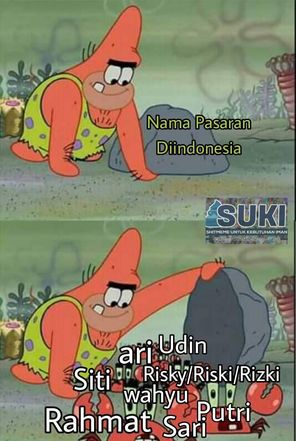 Nama Pasaran
Diindonesia
SUKI
SHITMEME UNTUK KEBUTUHAN IMAN
ari Udin
Siti Risky/Riski/Rizki
wahyu
Rahmat Sari Putri